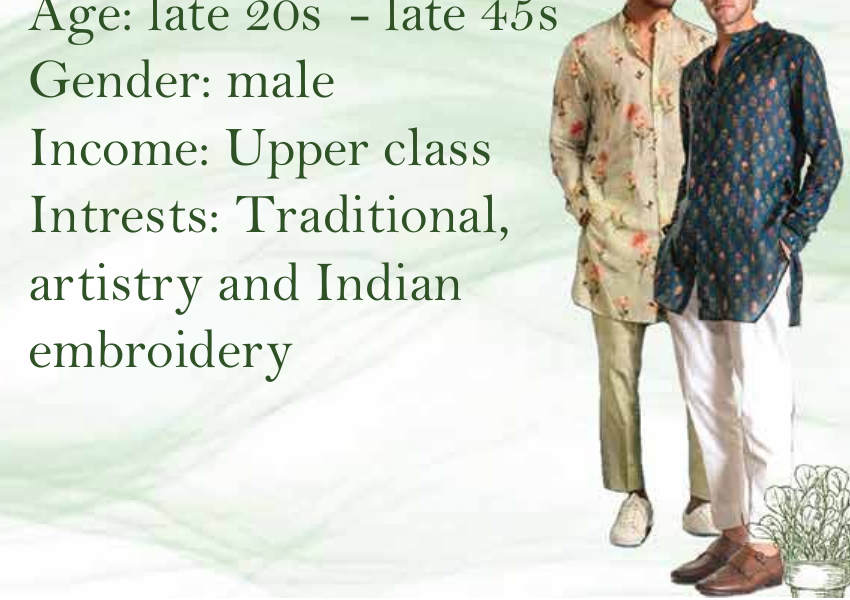 Age: late 20s - late 45s
Gender: male
Income: Upper class
Intrests: Traditional,
artistry and Indian
embroidery